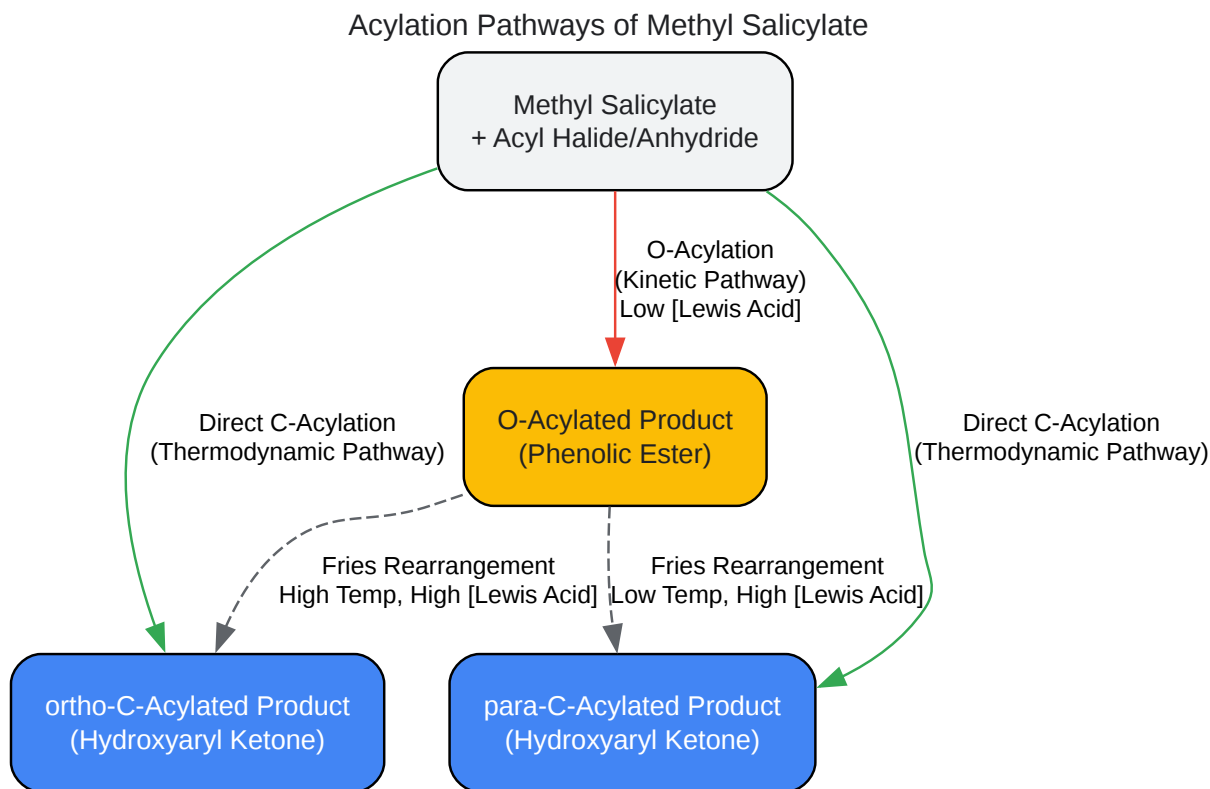 Acylation Pathways of Methyl Salicylate
Methyl Salicylate
+ Acyl Halide/Anhydride
O-Acylation
(Kinetic Pathway)
Low [Lewis Acid]
Direct C-Acylation
(Thermodynamic Pathway)
O-Acylated Product
(Phenolic Ester)
Direct C-Acylation
(Thermodynamic Pathway)
Fries Rearrangement
High Temp, High [Lewis Acid]
Fries Rearrangement
Low Temp, High [Lewis Acid]
ortho-C-Acylated Product
(Hydroxyaryl Ketone)
para-C-Acylated Product
(Hydroxyaryl Ketone)